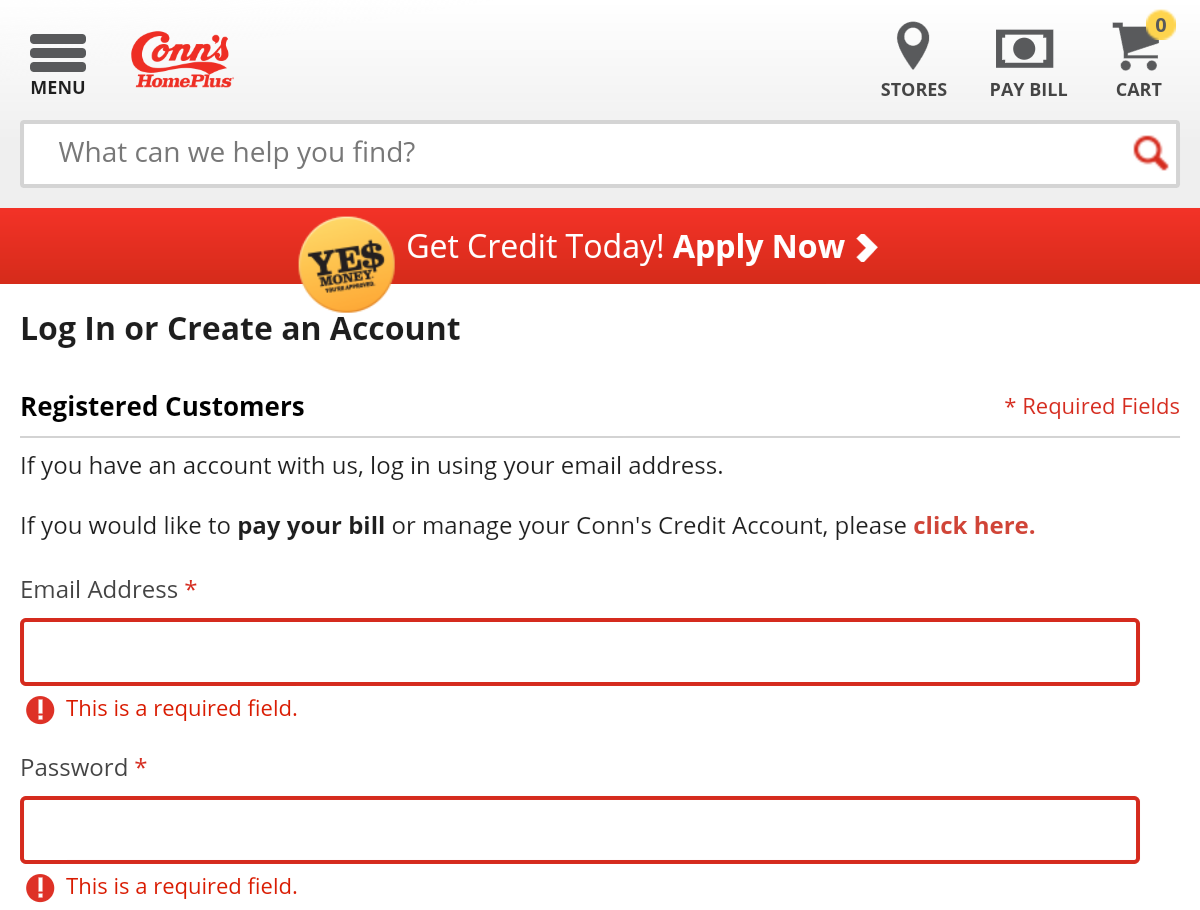 MENU
Conn's
HomePlus
STORES
PAY BILL
0
CART
What can we help you find?
YE$
MONEY
YOU'RE APPROVED.
Get Credit Today! Apply Now
Log In or Create an Account
Registered Customers
* Required Fields
If you have an account with us, log in using your email address.
If you would like to pay your bill or manage your Conn's Credit Account, please click here.
Email Address *
This is a required field.
Password *
This is a required field.